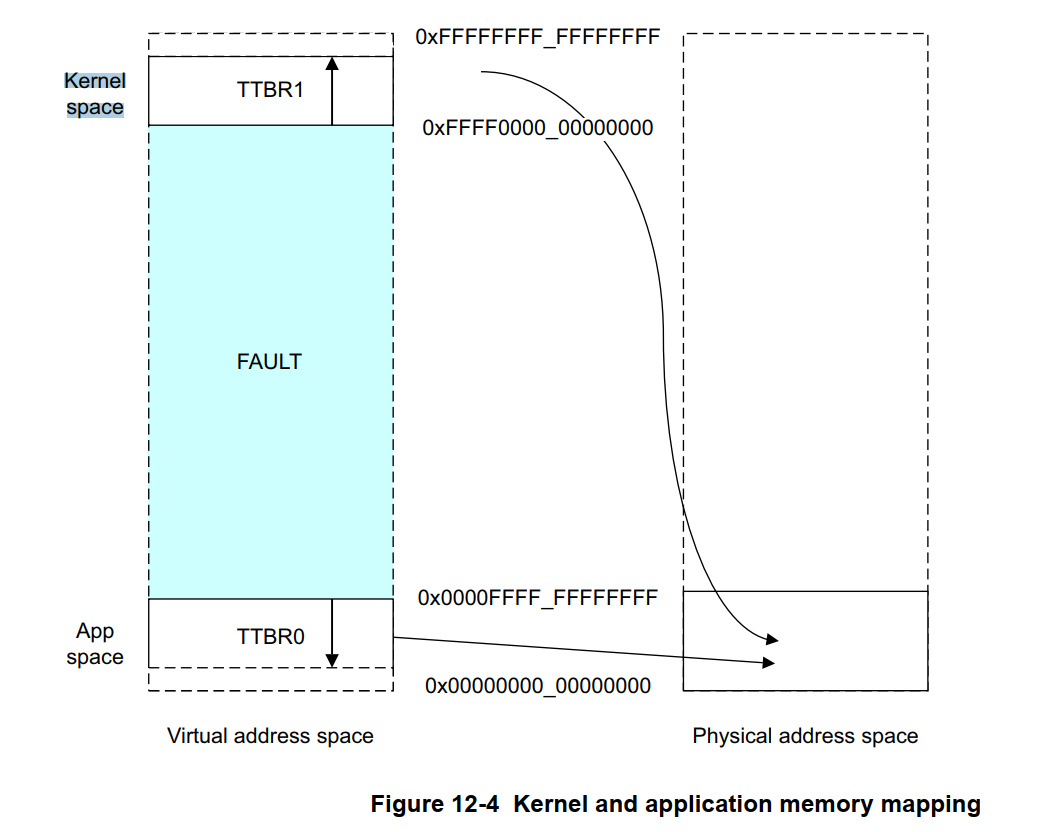 0xFFFFFFFF_FFFFFFFF
Kernel
space
TTBR1
0xFFFF0000_00000000
FAULT
0x0000FFFF_FFFFFFFF
App
space
TTBR0
0x00000000_00000000
Virtual address space
Physical address space
Figure 12-4 Kernel and application memory mapping